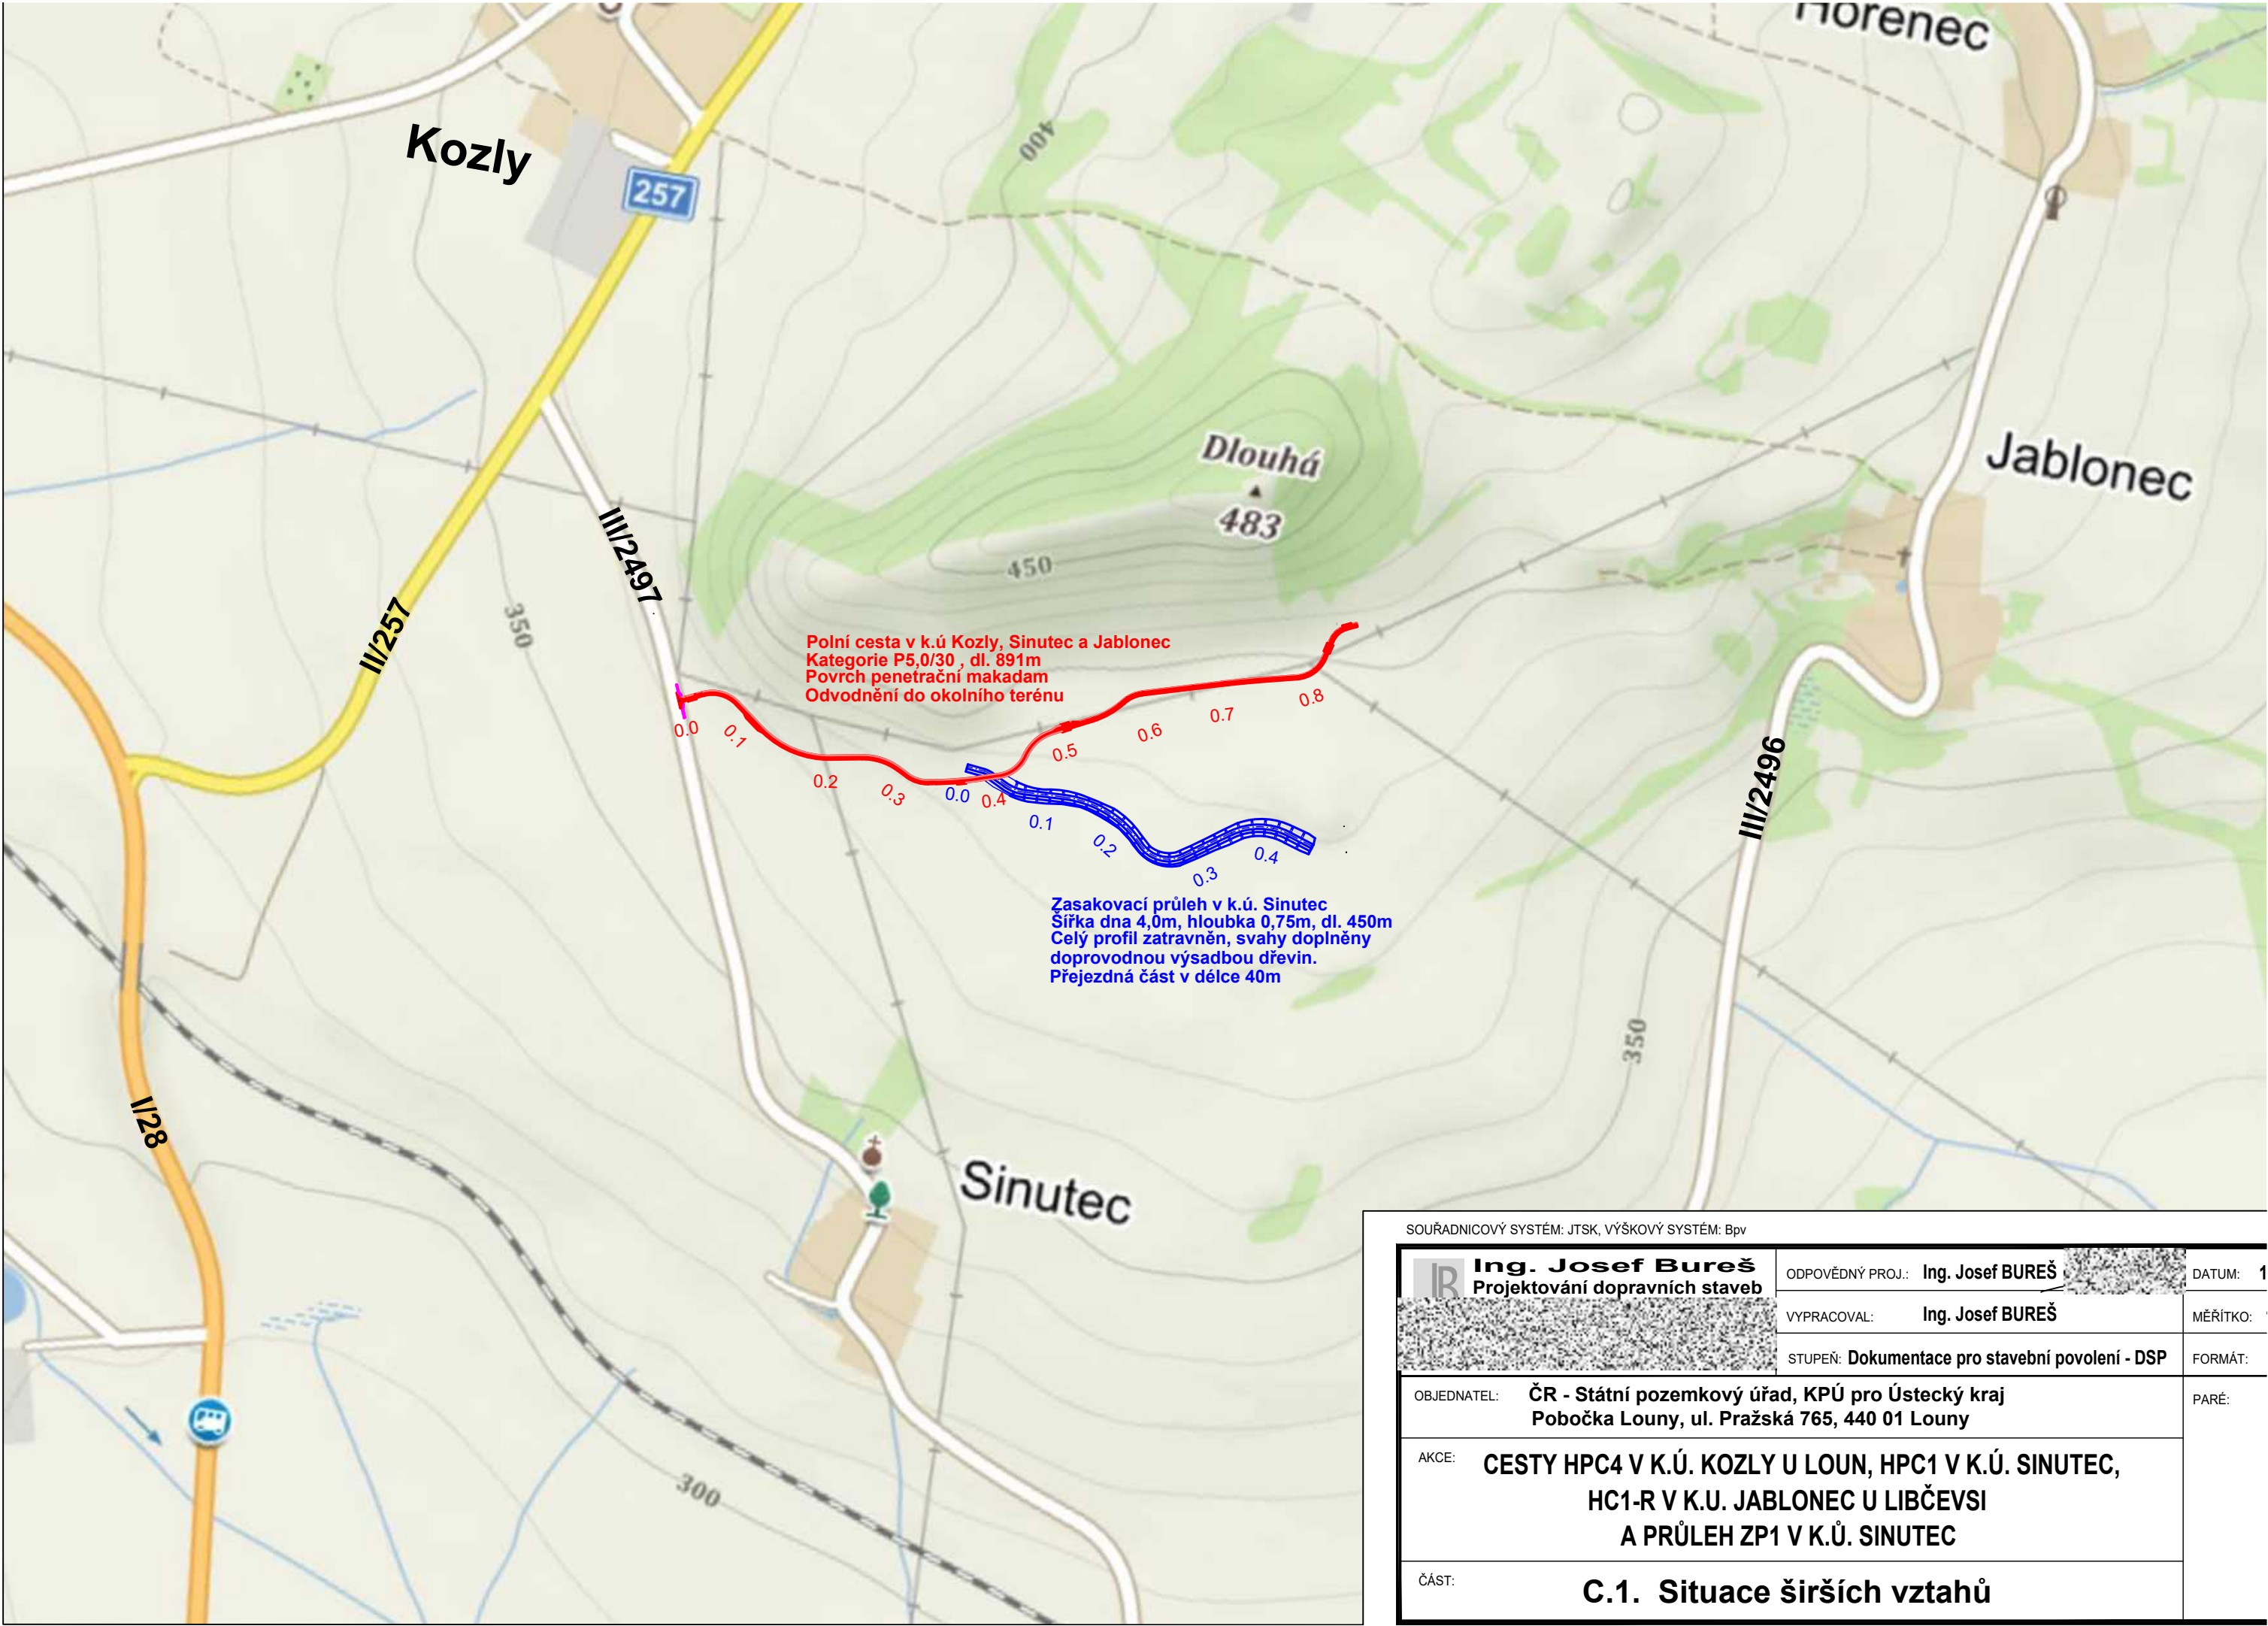 Hořenec
Kozly
257
400
Dlouhá
483
450
Jablonec
III/2497
II/257
350
Polní cesta v k.ú Kozly, Sinutec a Jablonec
Kategorie P5,0/30 , dl. 891m
Povrch penetrační makadam
Odvodnění do okolního terénu
0.0
0.1
0.2
0.3
0.4
0.5
0.6
0.7
0.8
0.0
0.1
0.2
0.3
0.4
III/2496
Zasakovací průleh v k.ú. Sinutec
Šířka dna 4,0m, hloubka 0,75m, dl. 450m
Celý profil zatravněn, svahy doplněny
doprovodnou výsadbou dřevin.
Přejezdná část v délce 40m
350
I/28
Sinutec
300
SOUŘADNICOVÝ SYSTÉM: JTSK, VÝŠKOVÝ SYSTÉM: Bpv
Ing. Josef Bureš
Projektování dopravních staveb
ODPOVĚDNÝ PROJ.: Ing. Josef BUREŠ
DATUM: 1
VYPRACOVAL: Ing. Josef BUREŠ
MĚŘÍTKO:
STUPEŇ: Dokumentace pro stavební povolení - DSP
FORMÁT:
OBJEDNATEL: ČR - Státní pozemkový úřad, KPÚ pro Ústecký kraj
Pobočka Louny, ul. Pražská 765, 440 01 Louny
PARÉ:
AKCE: CESTY HPC4 V K.Ú. KOZLY U LOUN, HPC1 V K.Ú. SINUTEC,
HC1-R V K.U. JABLONEC U LIBČEVSI
A PRŮLEH ZP1 V K.Ů. SINUTEC
ČÁST: C.1. Situace širších vztahů